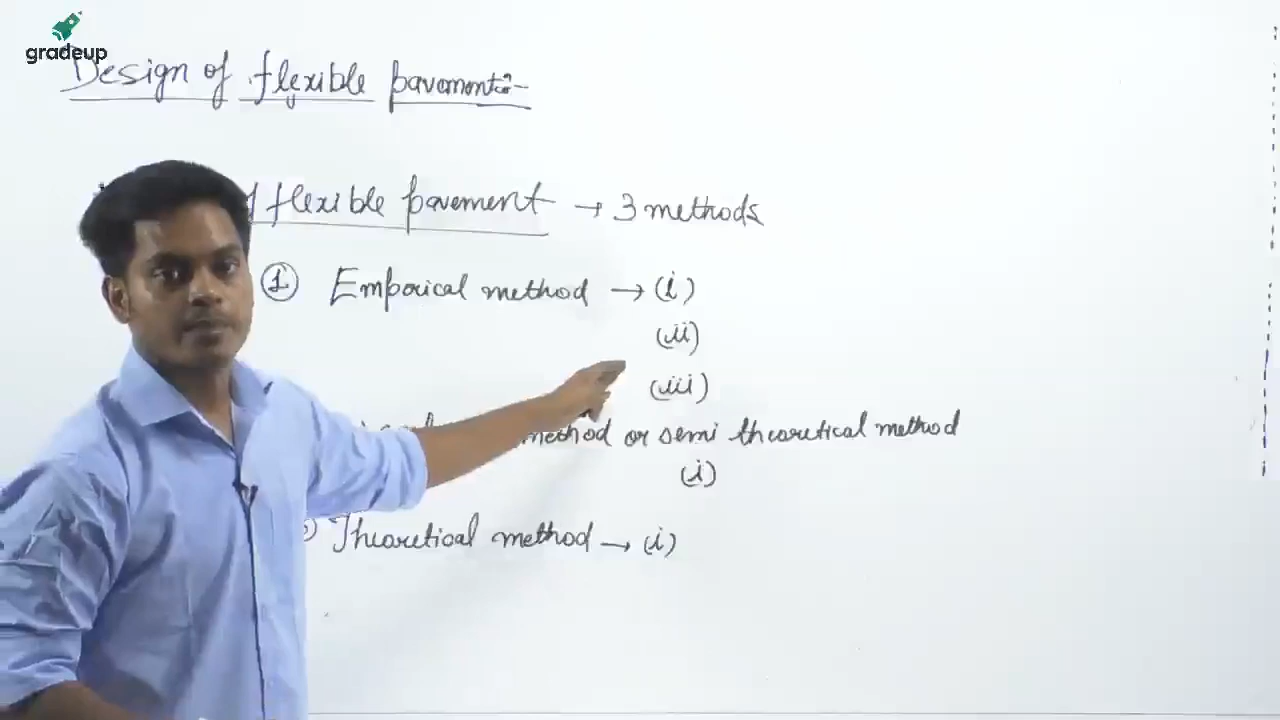 gradeup
Design of flexible pavement:-
flexible pavement → 3 methods
① Emporical method → (i)
(ii)
(iii)
method or semi theoretical method
(i)
Theoretical method → (i)